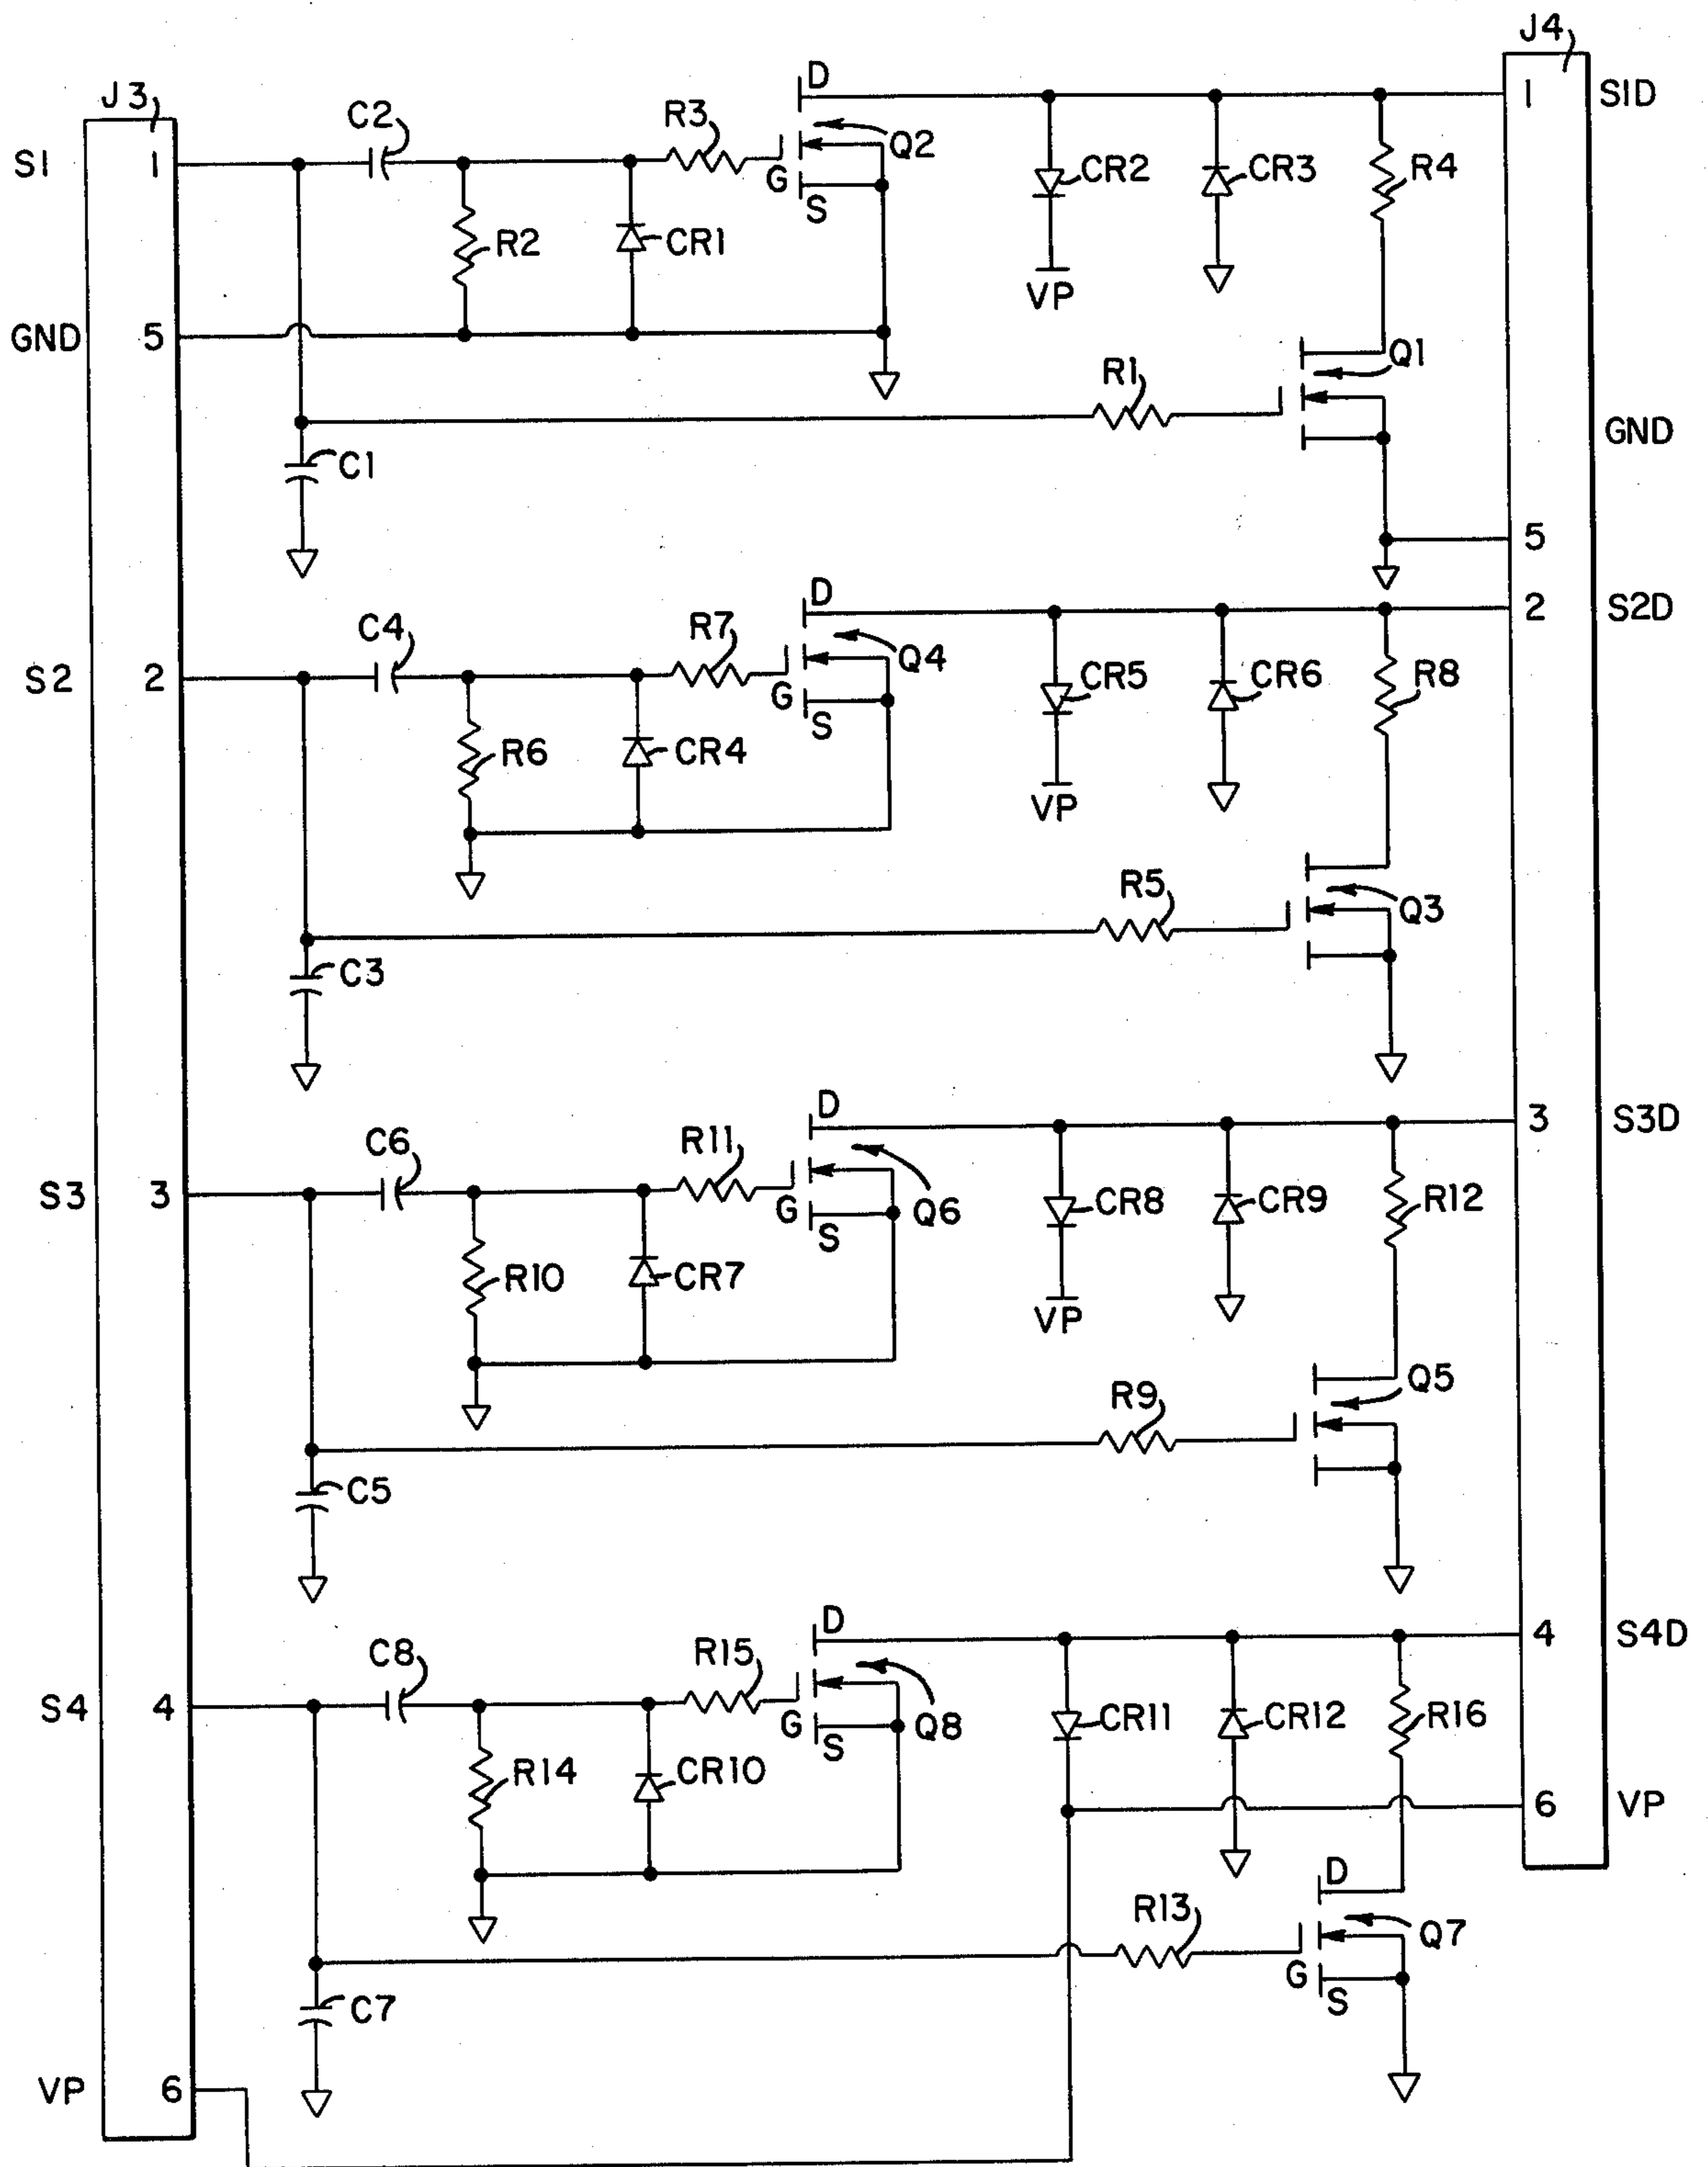 J4
J3
D
1 S1D
C2
R3
S1 1
Q2
G
CR2
CR3
R4
S
R2
CR1
VP
GND 5
Q1
R1
GND
C1
5
D
2 S2D
C4
R7
Q4
S2 2
G
CR5
CR6
R8
S
R6
CR4
VP
R5
Q3
C3
D
3 S3D
C6
R11
S3 3
G
Q6
CR8
CR9
R12
S
R10
CR7
VP
Q5
R9
C5
D
4 S4D
C8
R15
S4 4
G
Q8
CR11
CR12
R16
S
R14
CR10
6 VP
D
R13
Q7
G
S
C7
VP 6